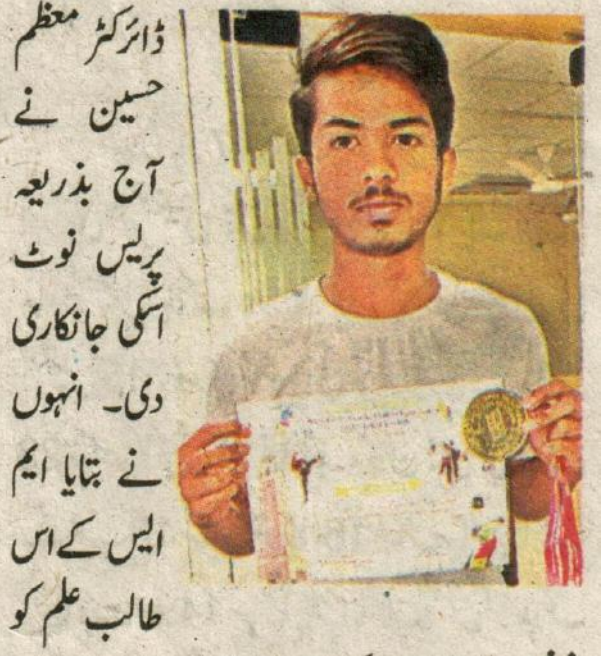 ڈائرکٹر معظم
حسین نے
آج بذریعہ
پریس نوٹ
اسکی جانکاری
دی۔ انہوں
نے بتایا ایم
ایس کے اس
طالب علم کو